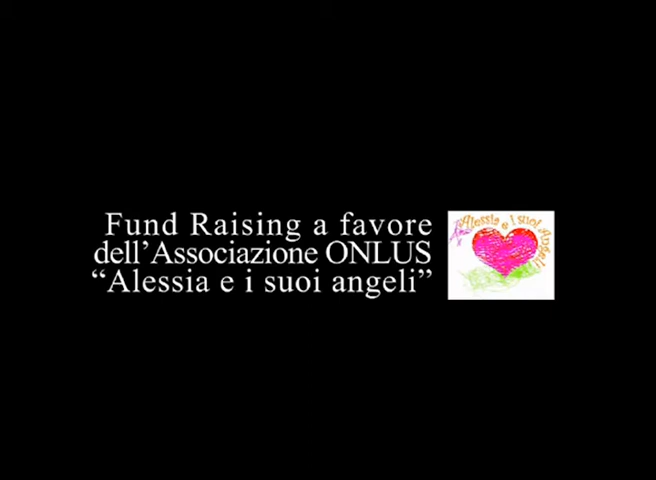 Fund Raising a favore
dell’Associazione ONLUS
“Alessia e i suoi angeli”
Alessia e i suoi Angeli